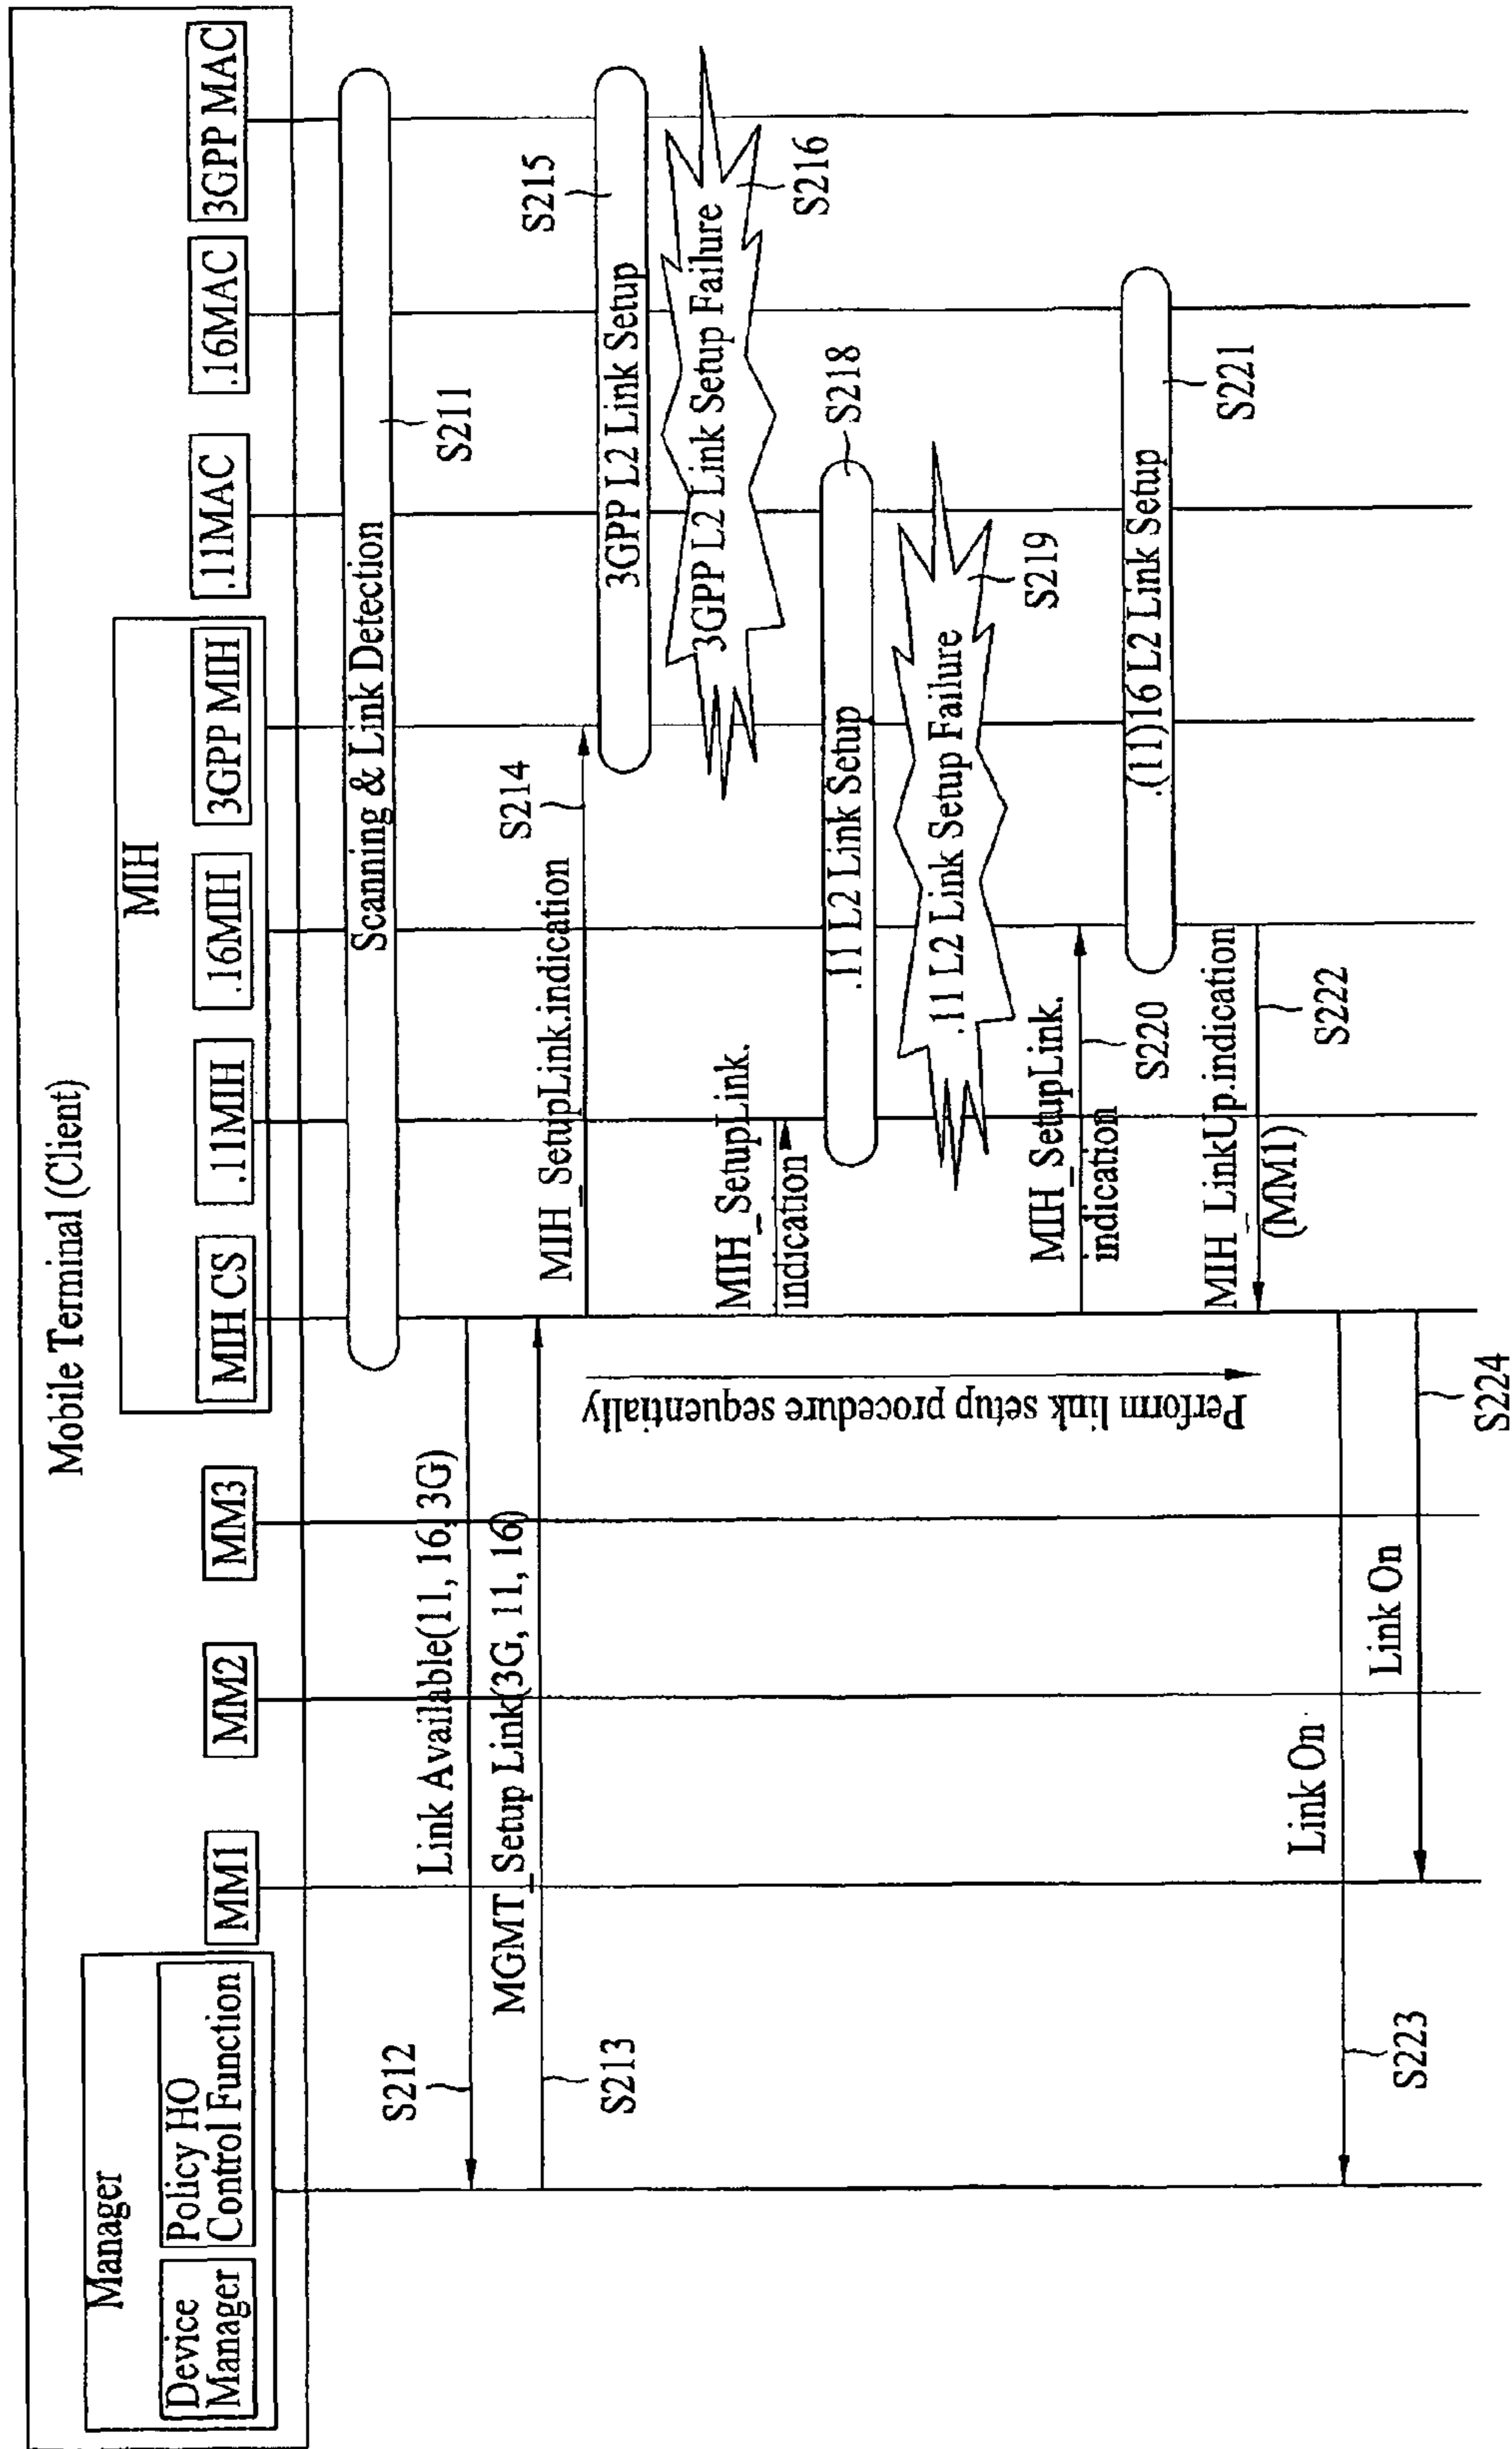 Mobile Terminal (Client)
Manager
Device
Manager
Policy HO
Control Function
MM1
MM2
MM3
MIH
MIH CS
.11MIH
.16MIH
3GPP MIH
.11MAC
.16MAC
3GPP MAC
Scanning & Link Detection
S211
S212
Link Available(11, 16, 3G)
MGMT_Setup Link(3G, 11, 16)
S213
MIH_SetupLink.indication
S214
3GPP L2 Link Setup
S215
3GPP L2 Link Setup Failure
S216
Perform link setup procedure sequentially
MIH_SetupLink.
indication
.11 L2 Link Setup
S218
.11 L2 Link Setup Failure
S219
MIH_SetupLink.
indication
S220
.(11)16 L2 Link Setup
S221
MIH_LinkUp.indication
(MM1)
S222
Link On
S223
Link On
S224